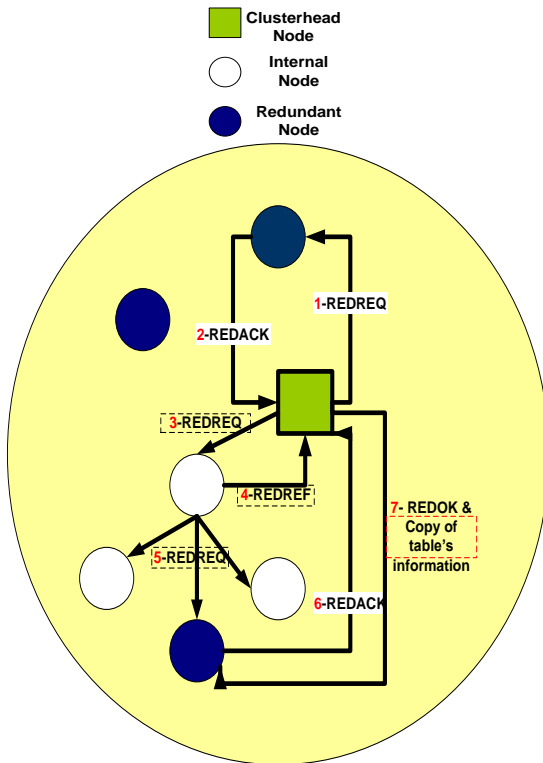 Clusterhead
Node
Internal
Node
Redundant
Node
1-REDREQ
2-REDACK
3-REDREQ
4-REDREF
5-REDREQ
6-REDACK
7- REDOK &
Copy of
table's
information